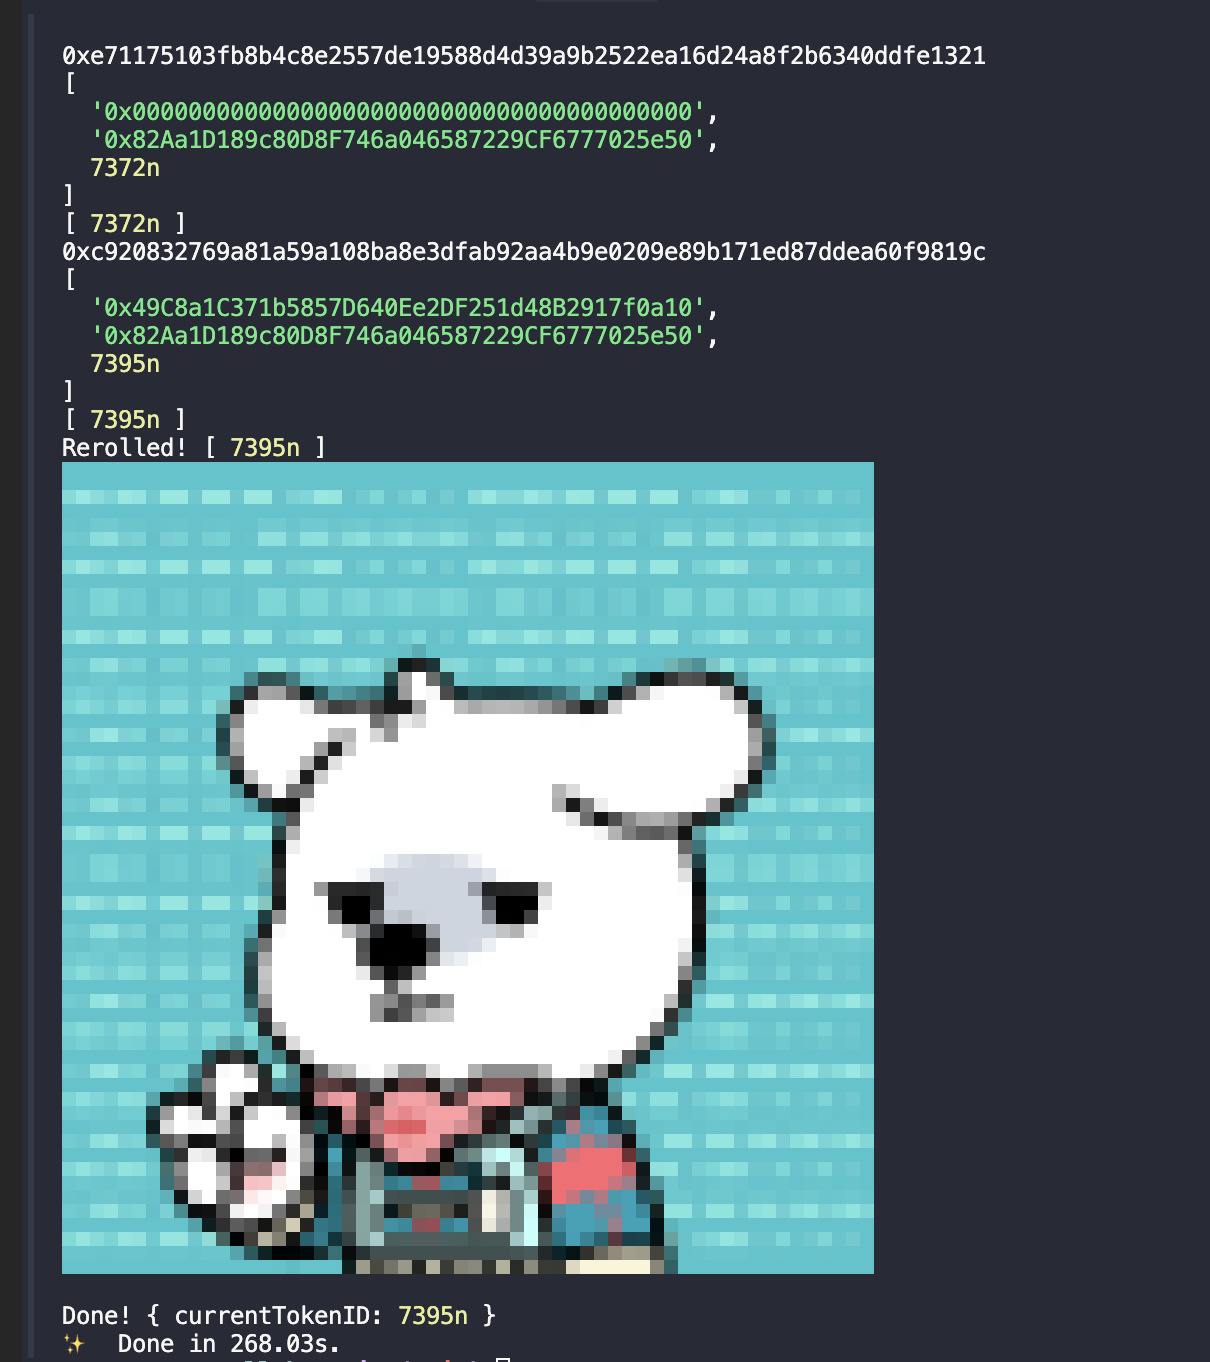 0xe71175103fb8b4c8e2557de19588d4d39a9b2522ea16d24a8f2b6340ddfe1321
[
'0x0000000000000000000000000000000000000000',
'0x82Aa1D189c80D8F746a046587229CF6777025e50',
7372n
]
[ 7372n ]
0xc920832769a81a59a108ba8e3dfab92aa4b9e0209e89b171ed87ddea60f9819c
[
'0x49C8a1C371b5857D640Ee2DF251d48B2917f0a10',
'0x82Aa1D189c80D8F746a046587229CF6777025e50',
7395n
]
[ 7395n ]
Rerolled! [ 7395n ]
Done! { currentTokenID: 7395n }
✨ Done in 268.03s.